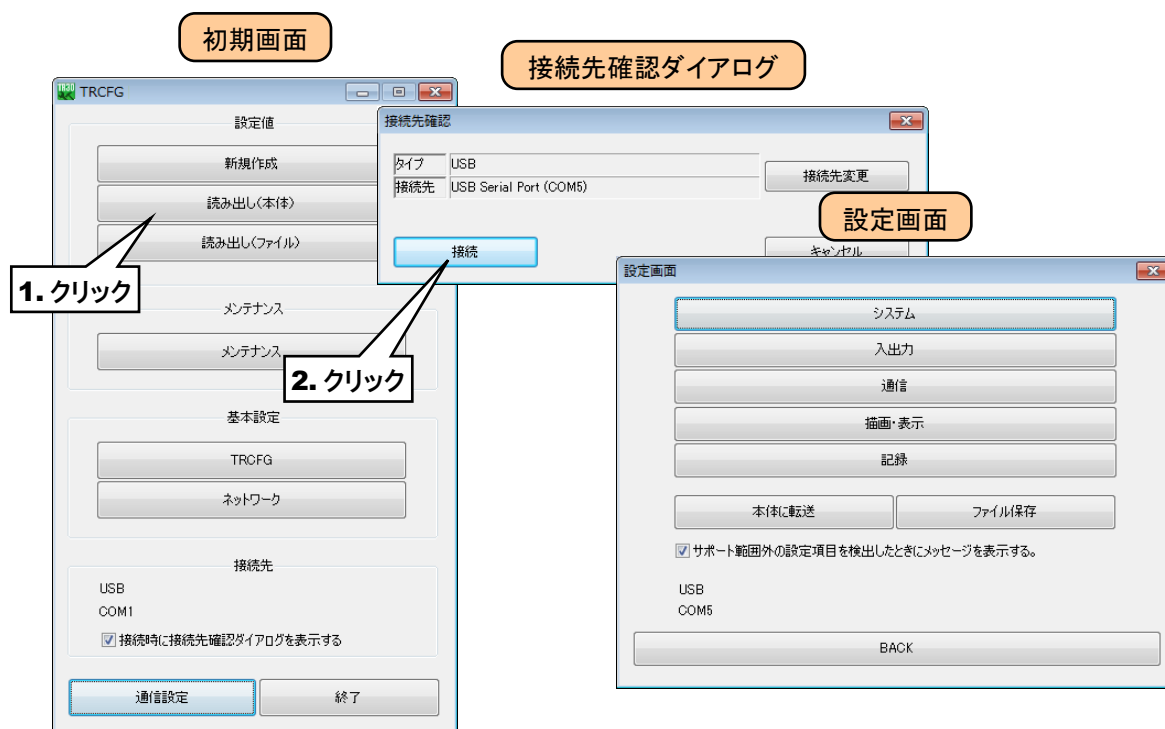 初期画面
TRCFG
設定値
新規作成
読み出し(本体)
読み出し(ファイル)
1. クリック
メンテナンス
メンテナンス
基本設定
TRCFG
ネットワーク
接続先
USB
COM1
接続時に接続先確認ダイアログを表示する
通信設定
終了
接続先確認ダイアログ
接続先確認
タイプ USB
接続先 USB Serial Port (COM5)
接続先変更
接続
キャンセル
2. クリック
設定画面
設定画面
システム
入出力
通信
描画・表示
記録
本体に転送
ファイル保存
サポート範囲外の設定項目を検出したときにメッセージを表示する。
USB
COM5
BACK